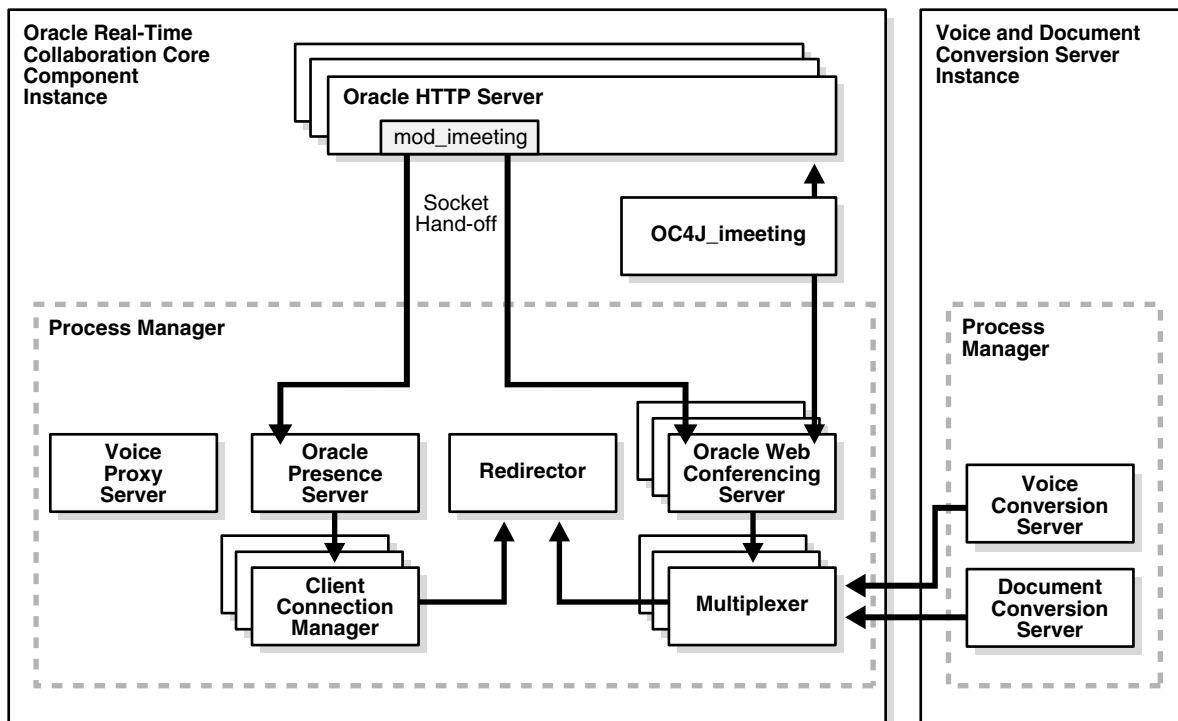 Oracle Real-Time
Collaboration Core
Component
Instance
Oracle HTTP Server
mod_imeeting
Socket
Hand-off
OC4J_imeeting
Process Manager
Voice
Proxy
Server
Oracle
Presence
Server
Redirector
Oracle Web
Conferencing
Server
Client
Connection
Manager
Multiplexer
Voice and Document
Conversion Server
Instance
Process
Manager
Voice
Conversion
Server
Document
Conversion
Server